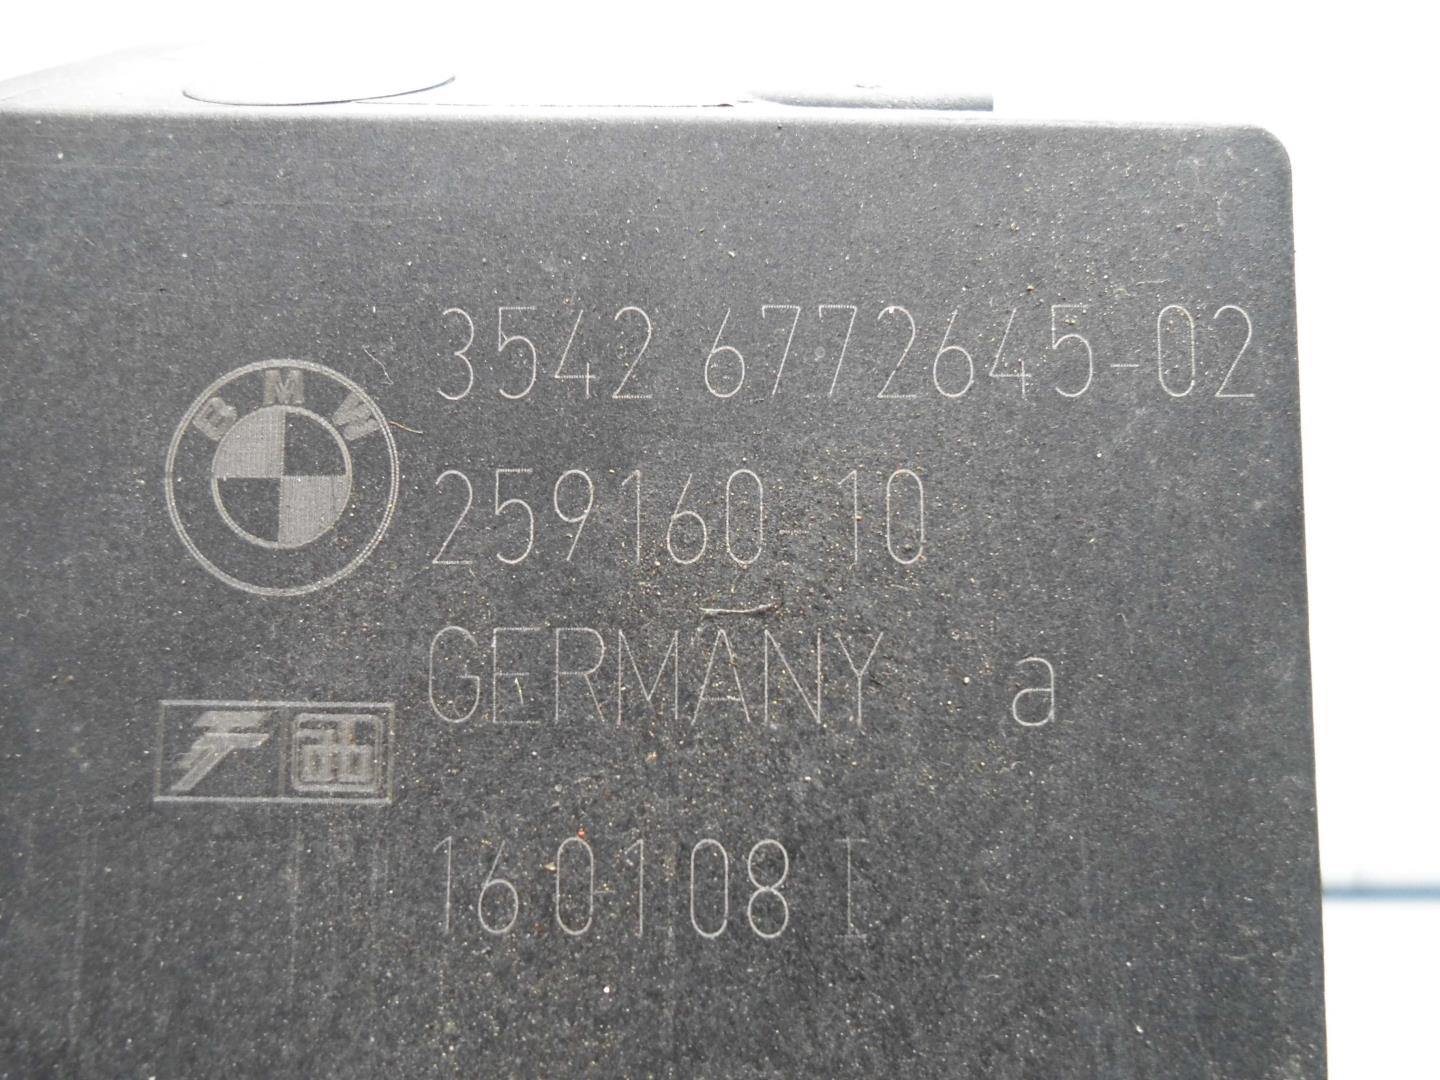 3542 6772645-02
BMW
259160-10
GERMANY a
160108 I